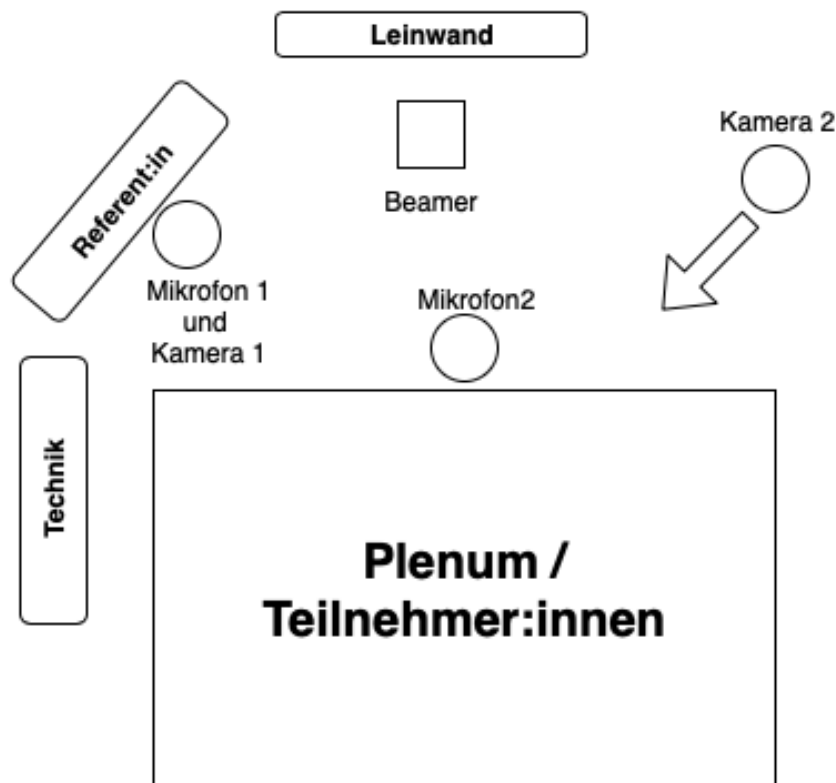 Leinwand
Kamera 2
Referent:in
Beamer
Mikrofon 1
und
Kamera 1
Mikrofon2
Technik
Plenum /
Teilnehmer:innen